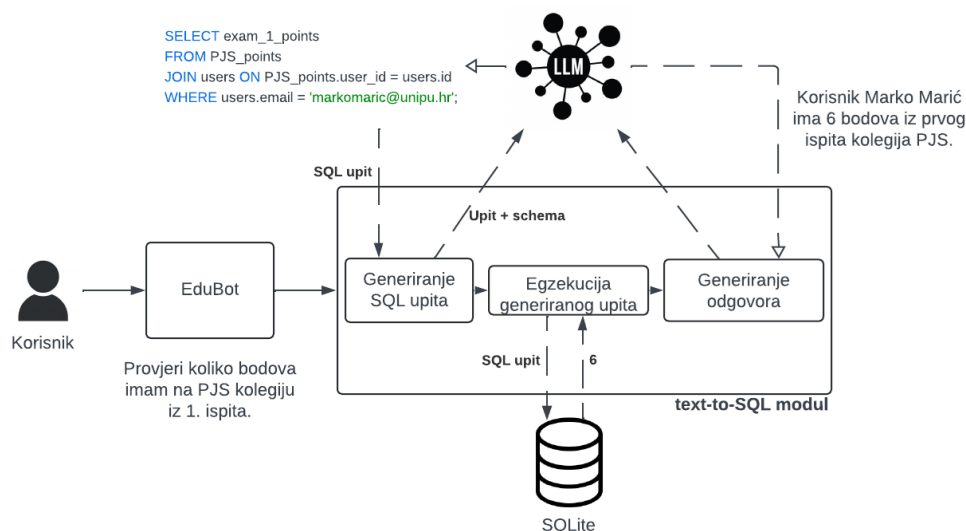 SELECT exam_1_points
FROM PJS_points
JOIN users ON PJS_points.user_id = users.id
WHERE users.email = 'markomaric@unipu.hr';
LLM
Korisnik Marko Marić
ima 6 bodova iz prvog
ispita kolegija PJS.
SQL upit
Upit + schema
EduBot
Generiranje
SQL upita
Egzekucija
generiranog upita
Generiranje
odgovora
Korisnik
Provjeri koliko bodova
imam na PJS kolegiju
iz 1. ispita.
SQL upit
6
text-to-SQL modul
SQLite